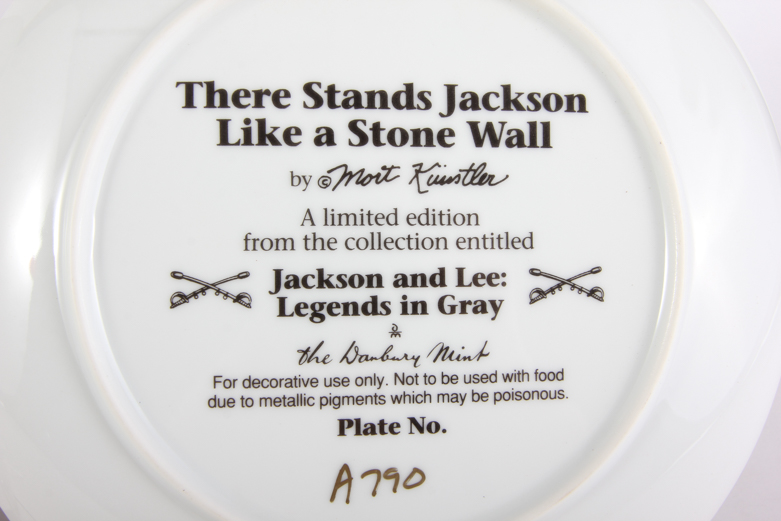 There Stands Jackson
Like a Stone Wall
by © Mort Künstler
A limited edition
from the collection entitled
Jackson and Lee:
Legends in Gray
the Danbury Mint
For decorative use only. Not to be used with food
due to metallic pigments which may be poisonous.
Plate No.
A790